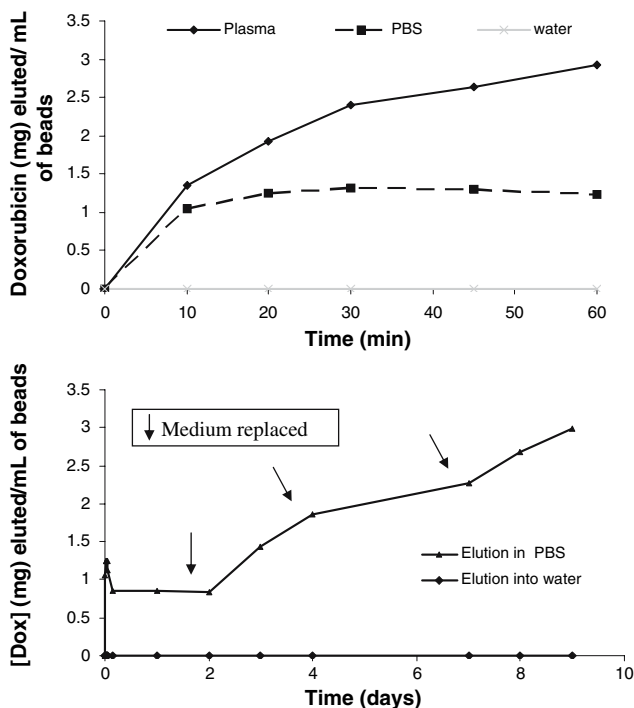 Plasma PBS water
Doxorubicin (mg) eluted/ mL
of beads
3.5
3
2.5
2
1.5
1
0.5
0
0 10 20 30 40 50 60
Time (min)
[Dox] (mg) eluted/mL of beads
3.5
3
2.5
2
1.5
1
0.5
0
Medium replaced
Elution in PBS
Elution into water
0 2 4 6 8 10
Time (days)